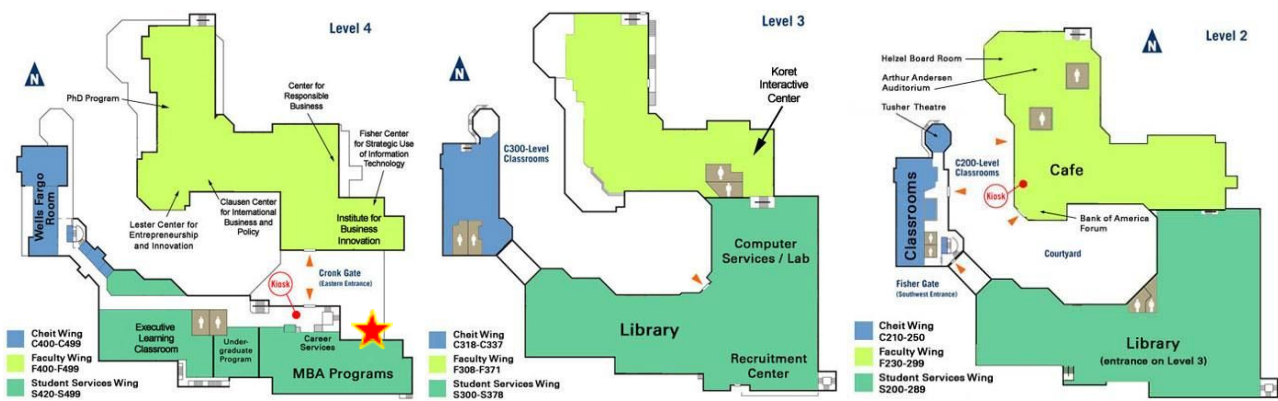 Level 4
N
PhD Program
Center for
Responsible
Business
Fisher Center
for Strategic Use
of Information
Technology
Wells Fargo
Room
Lester Center for
Entrepreneurship
and Innovation
Clausen Center
for International
Business and
Policy
Institute for
Business
Innovation
Cronk Gate
(Eastern Entrance)
Kiosk
Executive
Learning
Classroom
Under-
graduate
Program
Career
Services
MBA Programs
Cheit Wing
C400-C499
Faculty Wing
F400-F499
Student Services Wing
S420-S499
Level 3
N
Koret
Interactive
Center
C300-Level
Classrooms
Computer
Services / Lab
Library
Recruitment
Center
Cheit Wing
C318-C337
Faculty Wing
F308-F371
Student Services Wing
S300-S378
Level 2
N
Helzel Board Room
Arthur Andersen
Auditorium
Tusher Theatre
C200-Level
Classrooms
Cafe
Kiosk
Classrooms
Bank of America
Forum
Courtyard
Fisher Gate
(Southwest Entrance)
Library
(entrance on Level 3)
Cheit Wing
C210-250
Faculty Wing
F230-299
Student Services Wing
S200-289